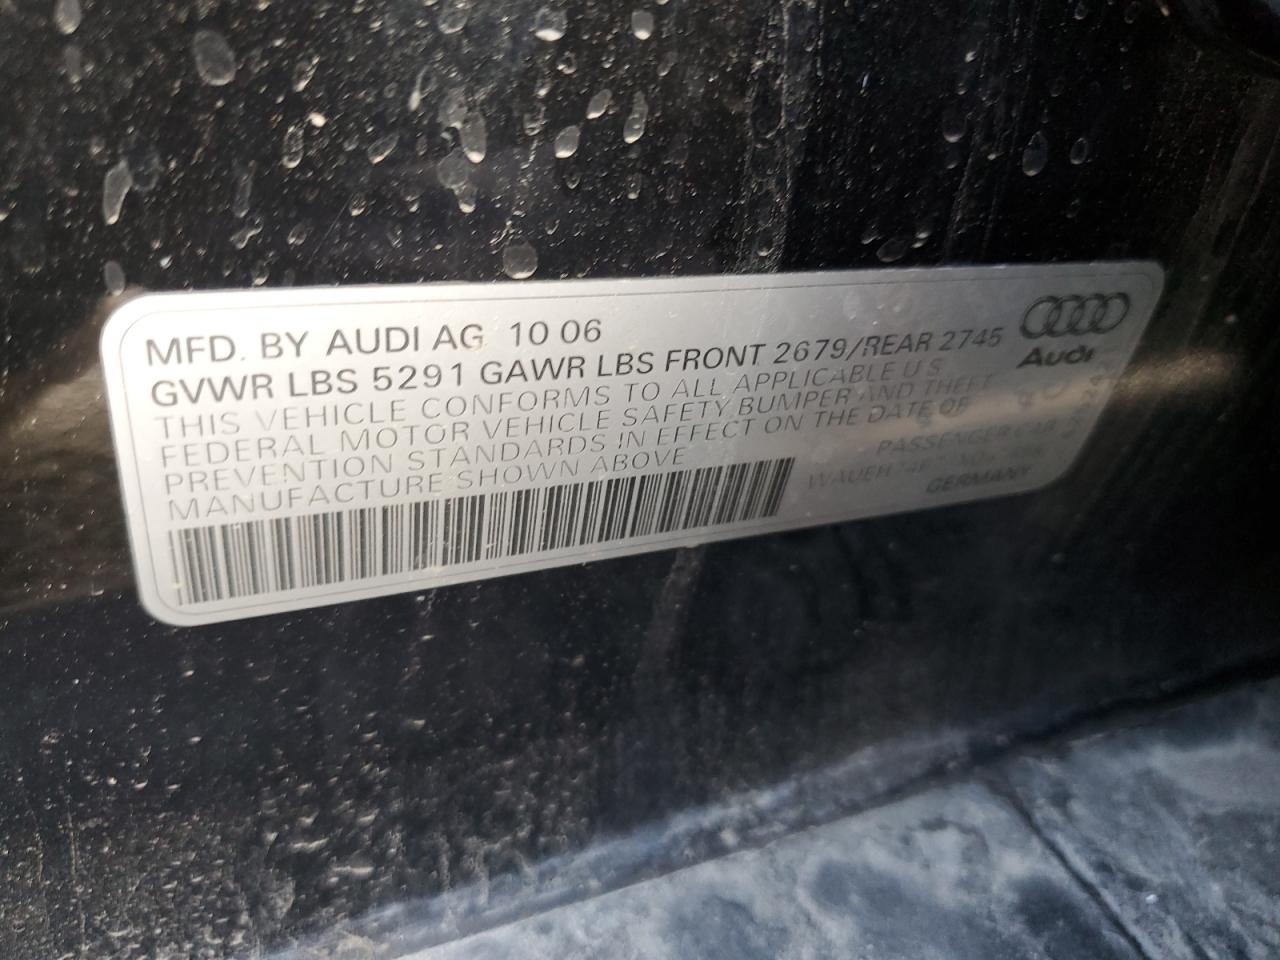 MFD. BY AUDI AG 10 06
GVWR LBS 5291 GAWR LBS FRONT 2679/REAR 2745
Audi
THIS VEHICLE CONFORMS TO ALL APPLICABLE U S
FEDERAL MOTOR VEHICLE SAFETY BUMPER AND THEFT
PREVENTION STANDARDS IN EFFECT ON THE DATE OF
MANUFACTURE SHOWN ABOVE
PASSENGER CAR
GERMANY